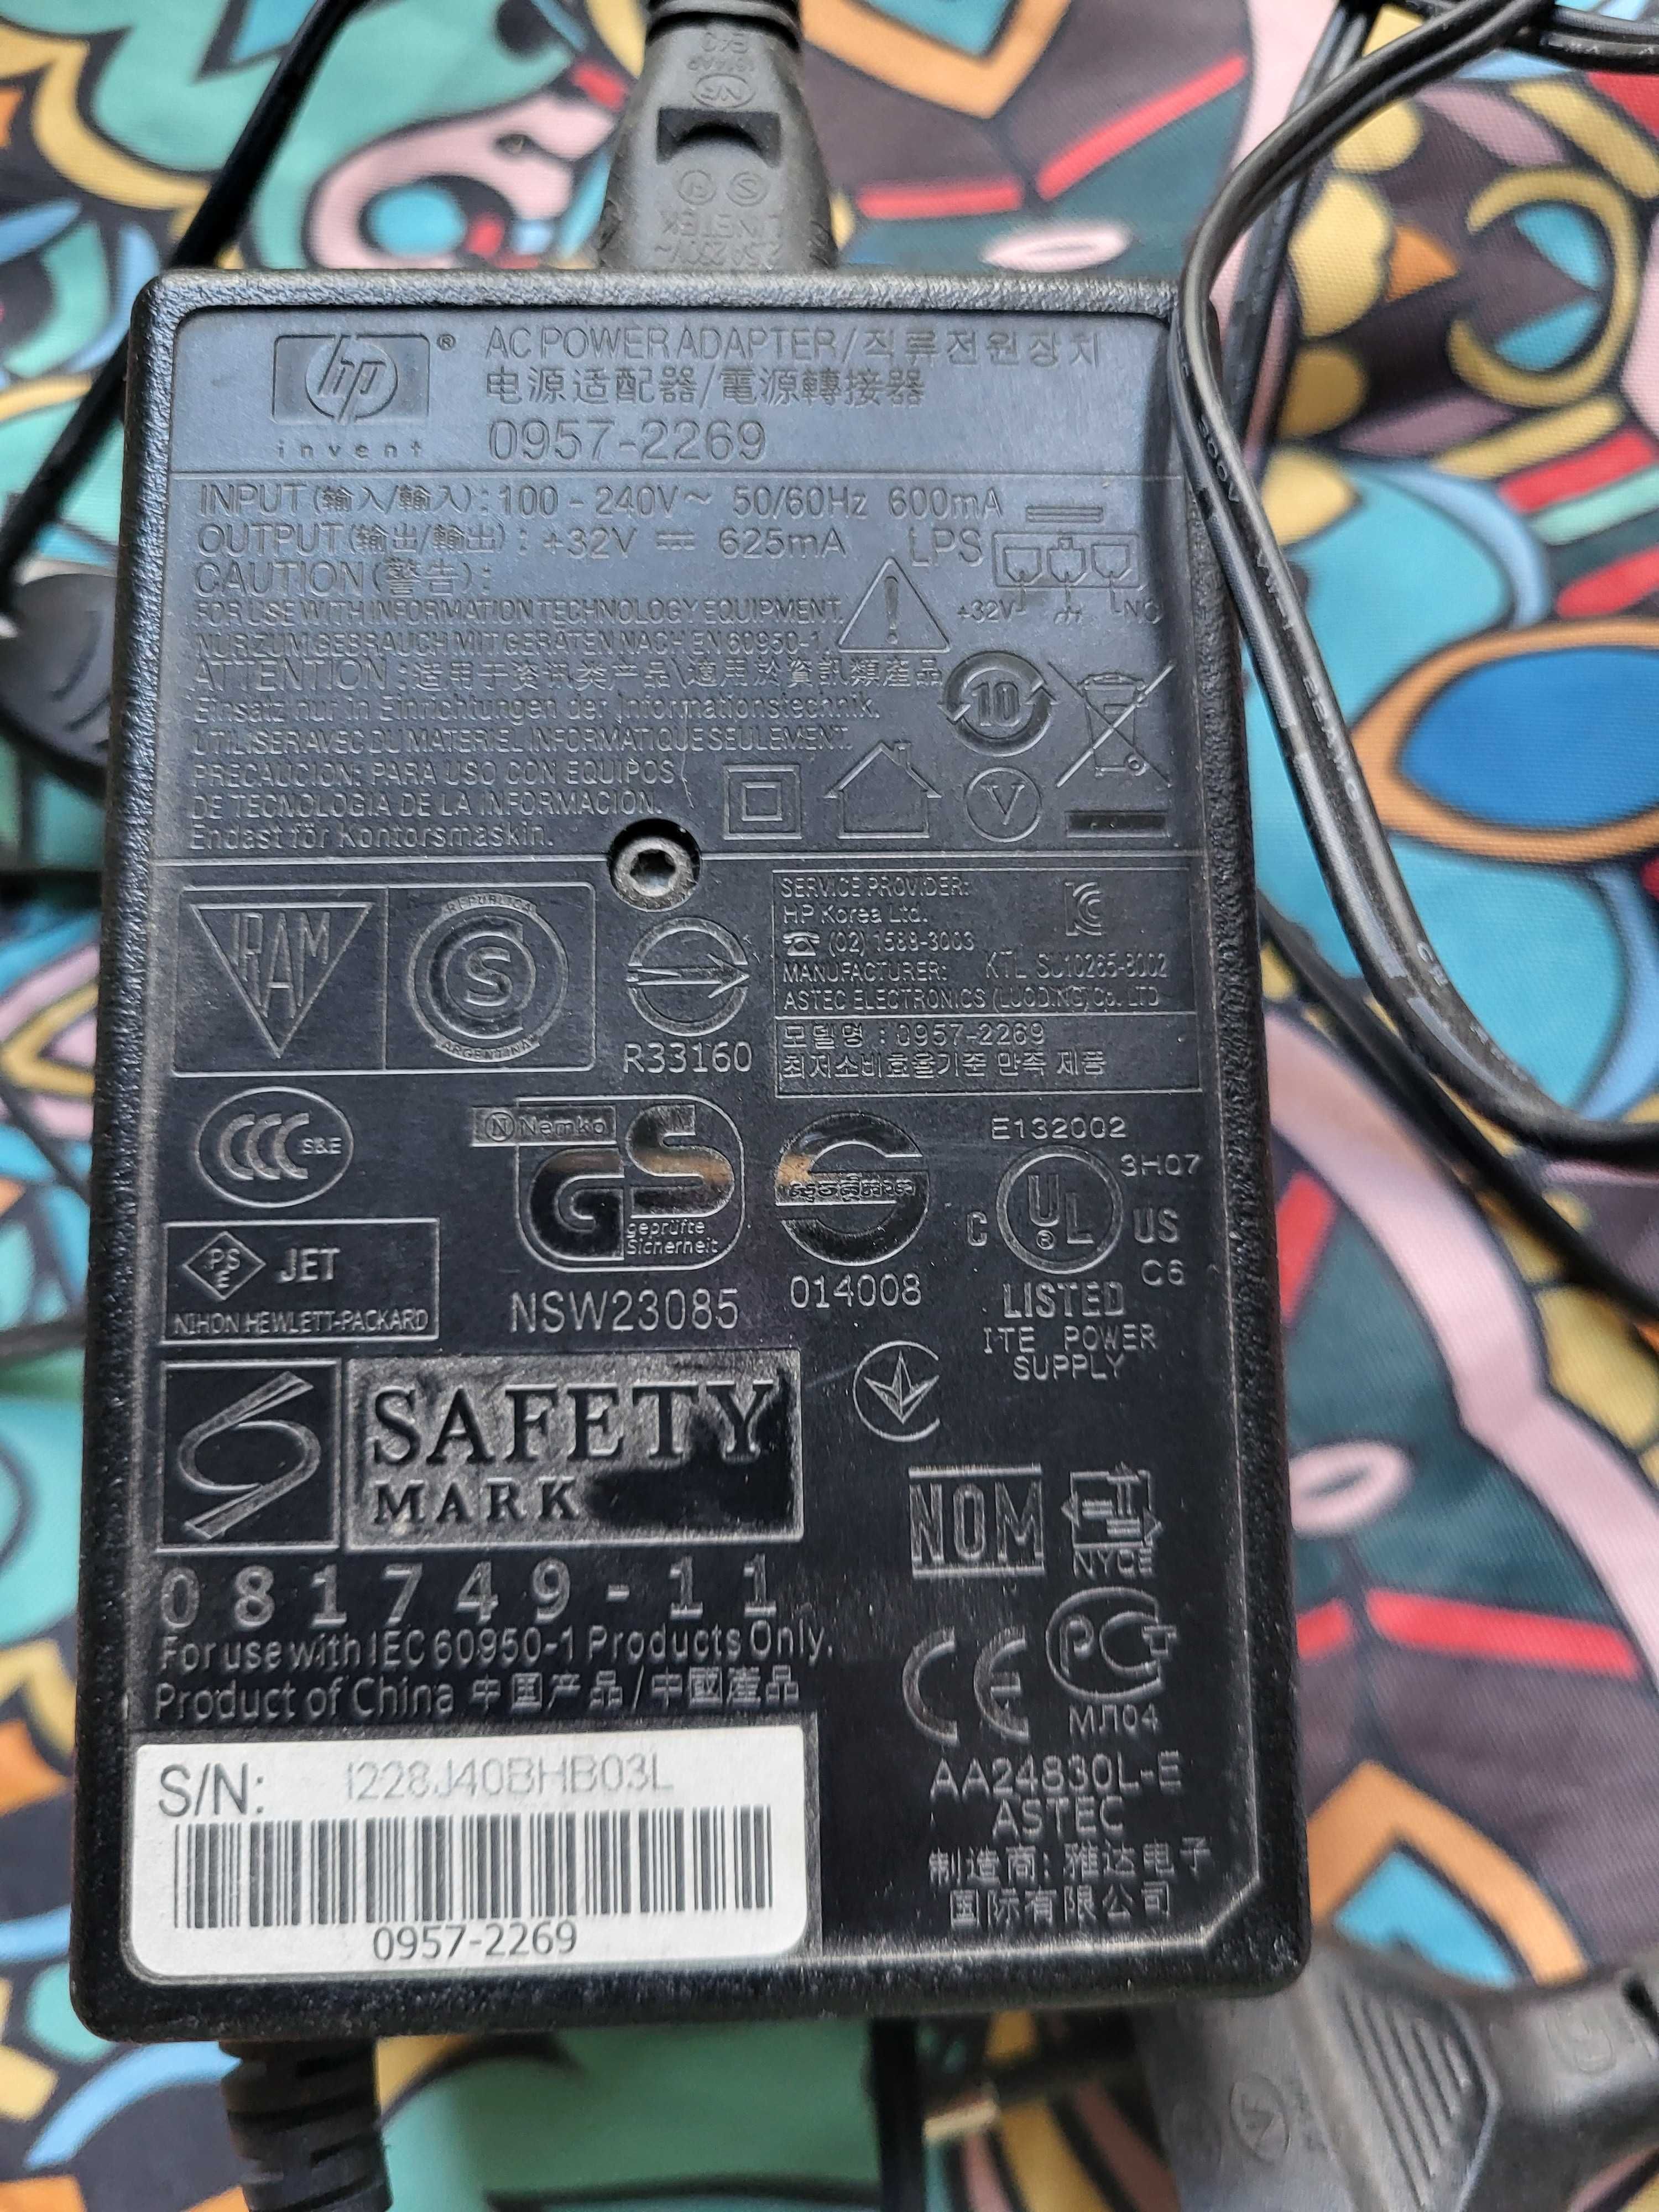 hp
®
invent
AC POWER ADAPTER/직류전원장치
电源适配器/電源轉接器
0957-2269
INPUT(输入/輸入): 100 - 240V~ 50/60Hz 600mA
OUTPUT(输出/輸出): +32V ⎓ 625mA LPS
CAUTION(警告):
+32V NC
FOR USE WITH INFORMATION TECHNOLOGY EQUIPMENT.
NUR ZUM GEBRAUCH MIT GERÄTEN NACH EN 60950-1
ATTENTION :适用于资讯类产品\適用於資訊類產品
Einsatz nur in Einrichtungen der Informationstechnik.
UTILISER AVEC DU MATERIEL INFORMATIQUE SEULEMENT.
PRECAUCION: PARA USO CON EQUIPOS
DE TECNOLOGIA DE LA INFORMACION.
Endast för Kontorsmaskin.
10
V
IRAM
REPUBLICA
S
ARGENTINA
R33160
SERVICE PROVIDER:
HP Korea Ltd.
☎ (02) 1588-3003
MANUFACTURER: KTL SU10265-8002
ASTEC ELECTRONICS (LUODING) Co. LTD
모델명 : 0957-2269
최저소비효율기준 만족 제품
CCC S&E
N Nemko
GS
geprüfte
Sicherheit
NSW23085
014008
E132002
3H07
C UL ® US
C6
LISTED
ITE POWER
SUPPLY
PSE JET
NIHON HEWLETT-PACKARD
SAFETY
MARK
081749-11
For use with IEC 60950-1 Products Only.
Product of China 中国产品/中國產品
NOM
NYCE
CE
МЛ04
AA24830L-E
ASTEC
制造商: 雅达电子
国际有限公司
S/N: I228J40BHB03L
0957-2269